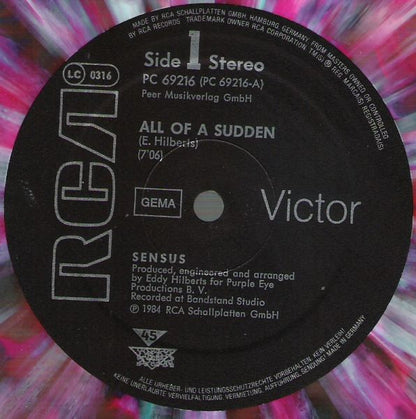 MADE BY RCA SCHALLPLATTEN GMBH, HAMBURG, GERMANY, FROM MASTERS OWNED OR CONTROLLED
BY RCA RECORDS TRADEMARK OWNER RCA CORPORATION. TM(S) ® MARCA(S) REGISTRADA(S)
LC 0316
Side 1 Stereo
PC 69216 (PC 69216-A)
Peer Musikverlag GmbH
ALL OF A SUDDEN
(E. Hilberts)
(7'06)
RCA
GEMA
Victor
SENSUS
Produced, engineered and arranged
by Eddy Hilberts for Purple Eye
Productions B. V.
Recorded at Bandstand Studio
℗ 1984 RCA Schallplatten GmbH
45
ALLE URHEBER- UND LEISTUNGSSCHUTZRECHTE VORBEHALTEN. KEIN VERLEIH!
KEINE UNERLAUBTE VERVIELFÄLTIGUNG, VERMIETUNG, AUFFÜHRUNG, SENDUNG! MADE IN GERMANY